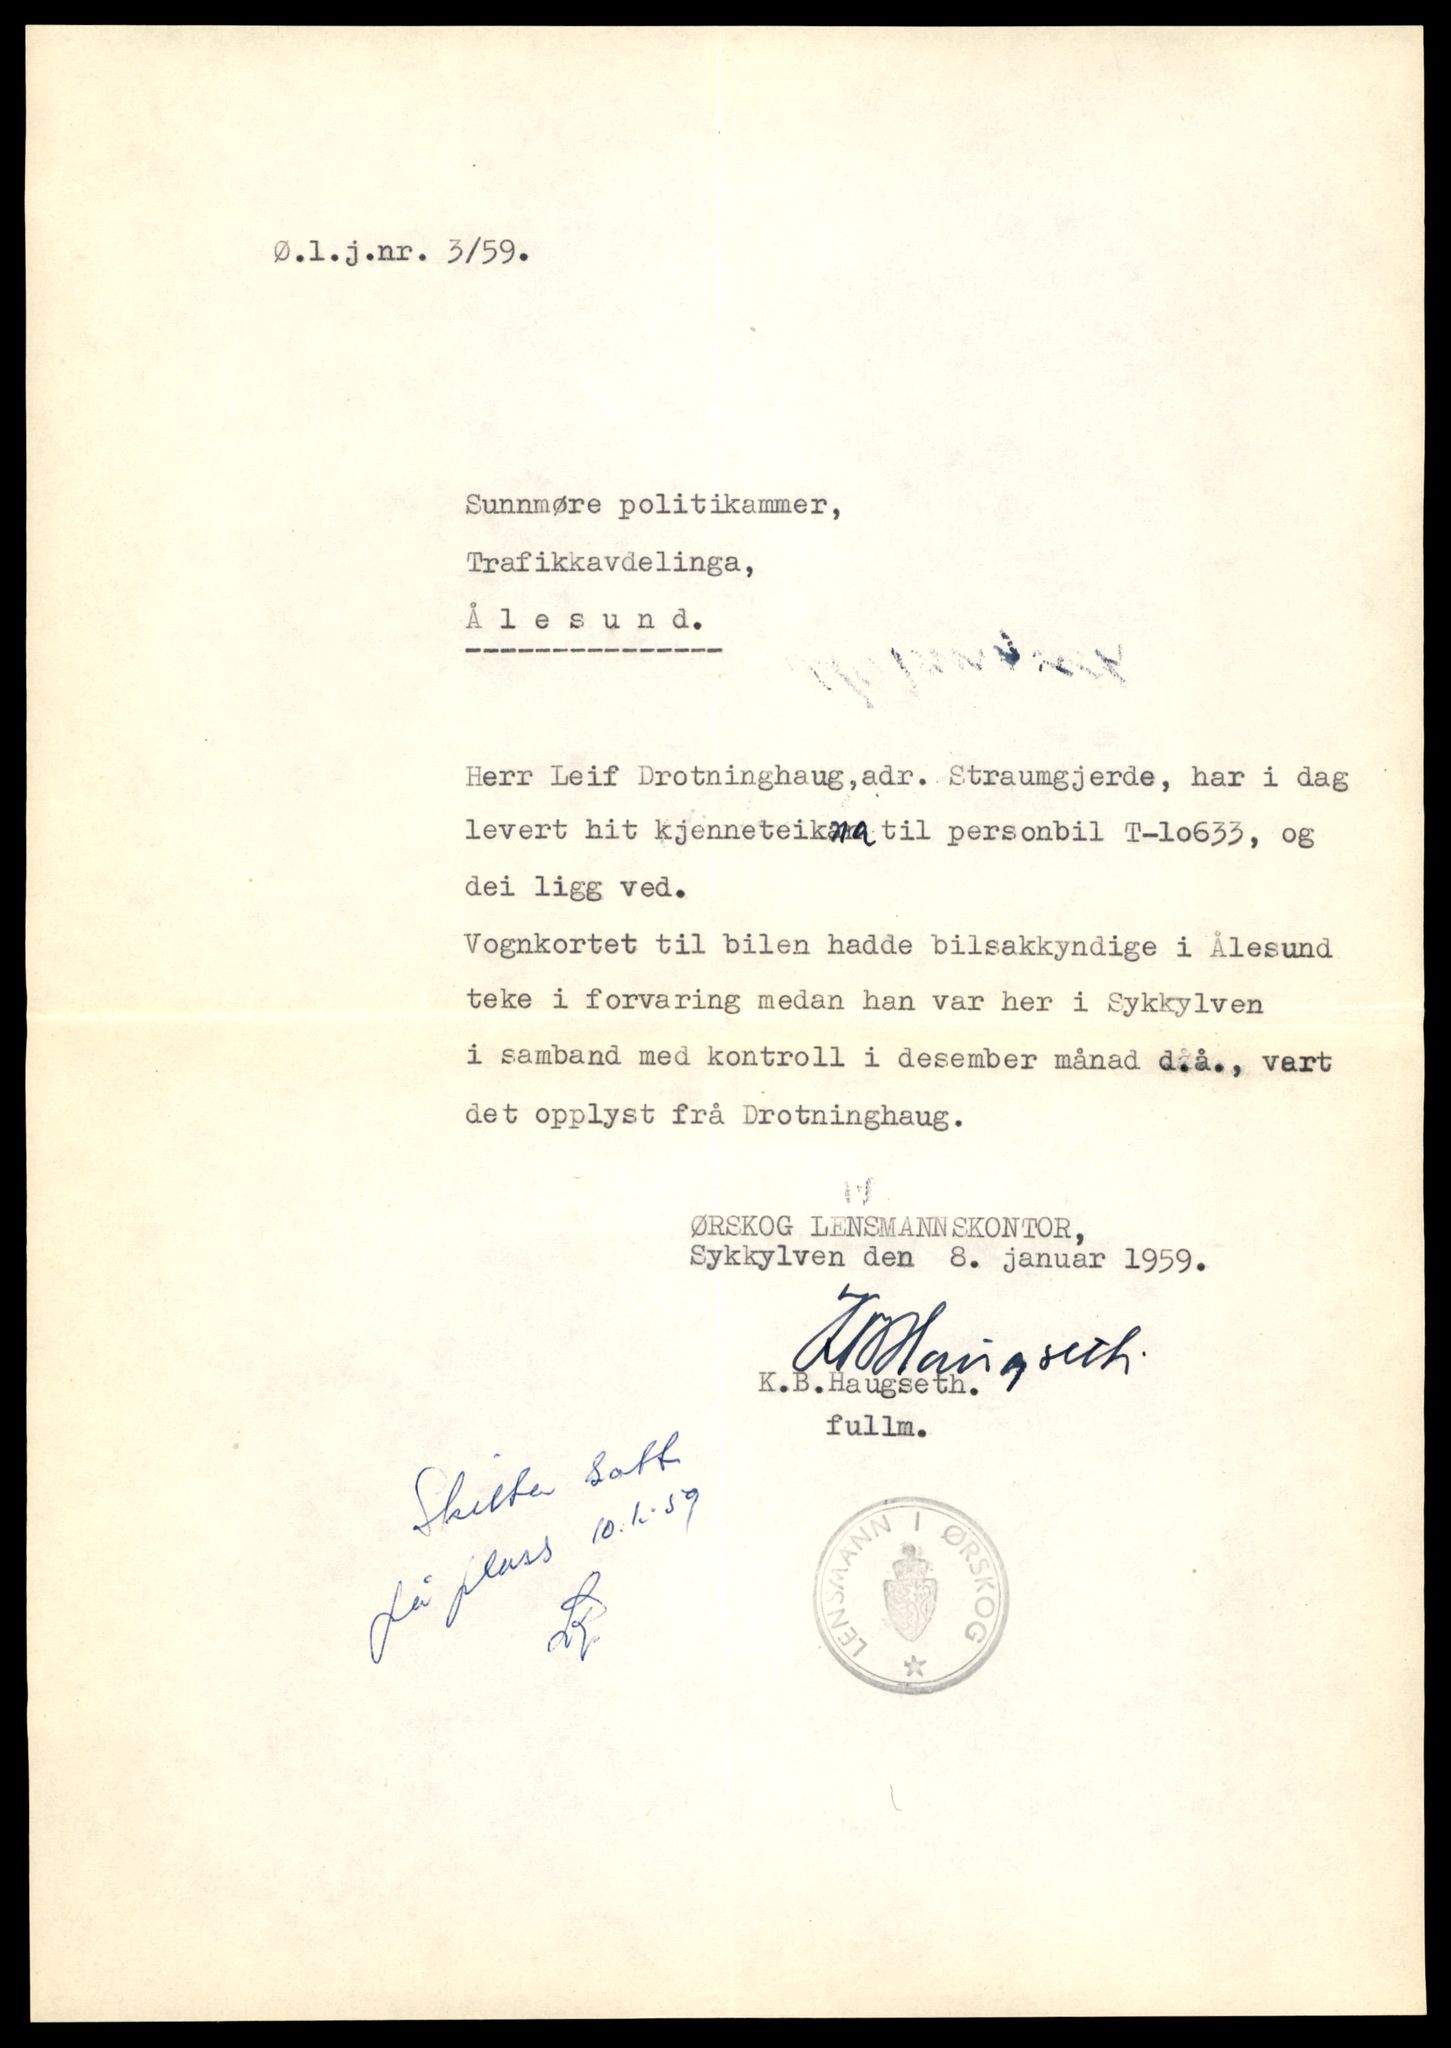 Ø.l.j.nr. 3/59.
Sunnmøre politikammer,
Trafikkavdelinga,
Å l e s u n d.
Herr Leif Drotninghaug,adr. Straumgjerde, har i dag
levert hit kjenneteikna til personbil T-lo633, og
dei ligg ved.
Vognkortet til bilen hadde bilsakkyndige i Ålesund
teke i forvaring medan han var her i Sykkylven
i samband med kontroll i desember månad d.å., vart
det opplyst frå Drotninghaug.
ØRSKOG LENSMANNSKONTOR,
Sykkylven den 8. januar 1959.
KBHaugseth.
K.B.Haugseth.
fullm.
Skilter satt
på plass 10.1.59
LENSMANN I ØRSKOG